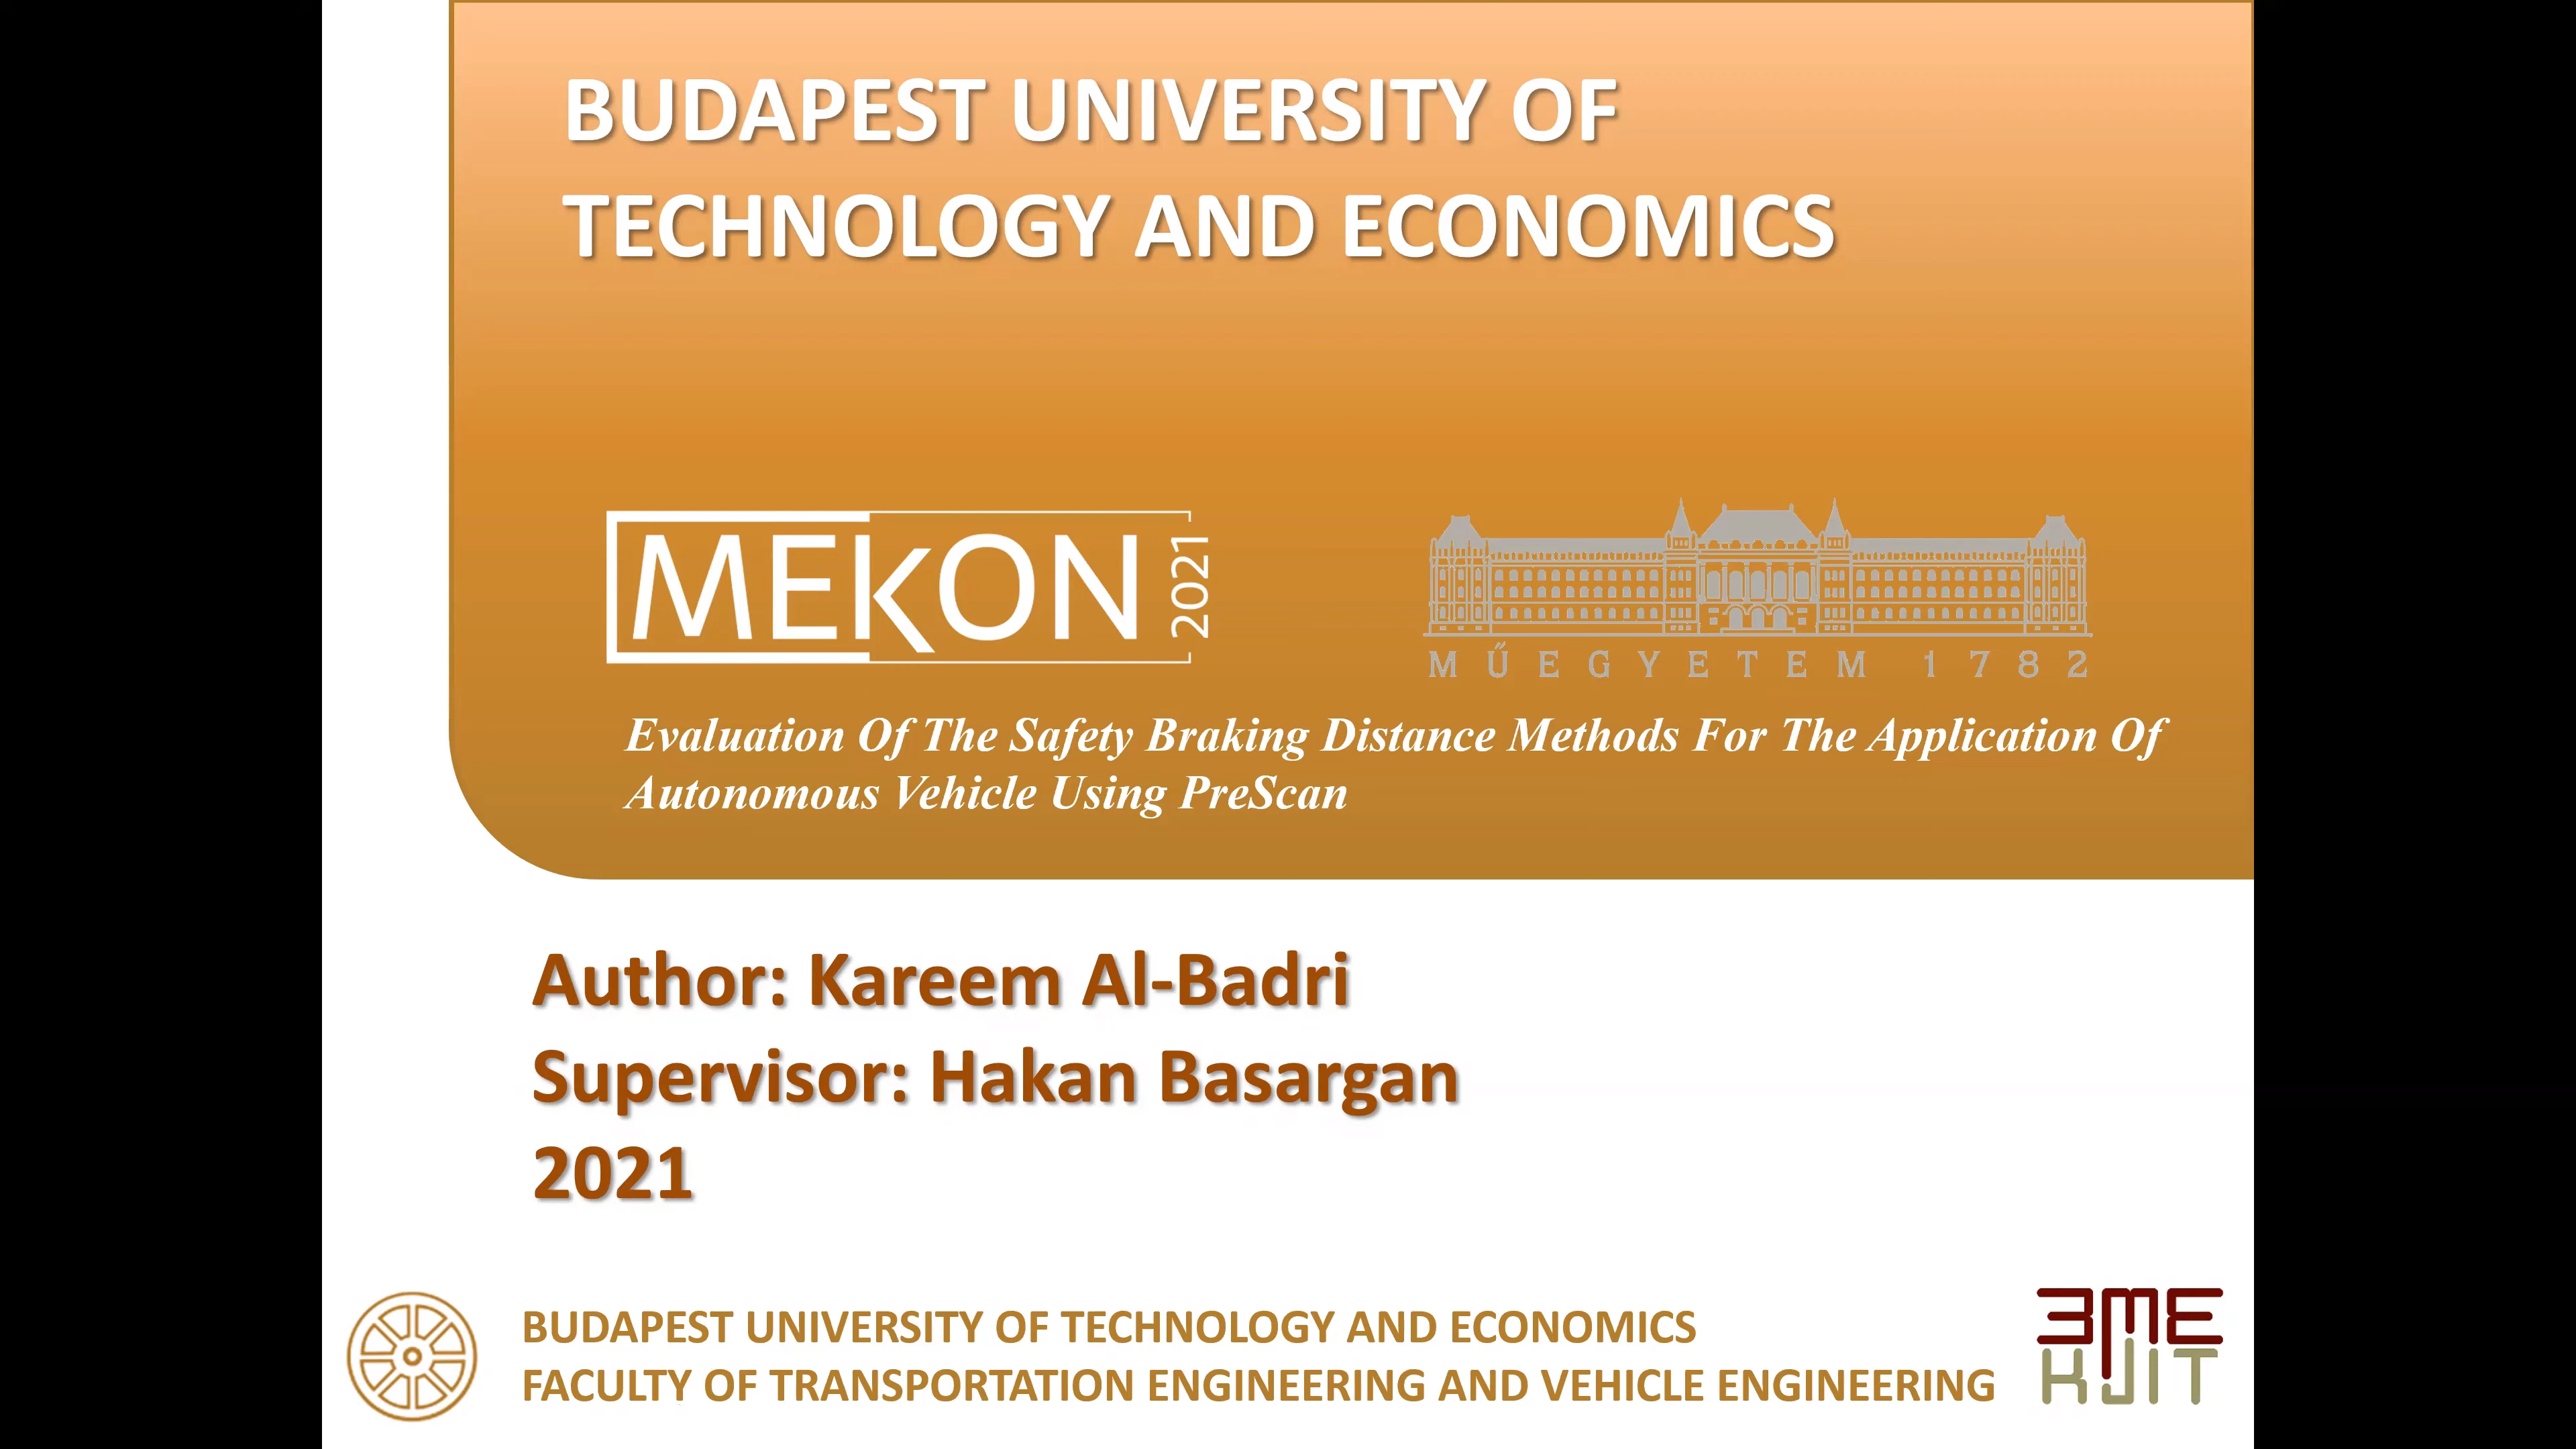 BUDAPEST UNIVERSITY OF
TECHNOLOGY AND ECONOMICS
MEKON 2021
MŰEGYETEM 1782
Evaluation Of The Safety Braking Distance Methods For The Application Of
Autonomous Vehicle Using PreScan
Author: Kareem Al-Badri
Supervisor: Hakan Basargan
2021
BUDAPEST UNIVERSITY OF TECHNOLOGY AND ECONOMICS
FACULTY OF TRANSPORTATION ENGINEERING AND VEHICLE ENGINEERING
BME
KJIT